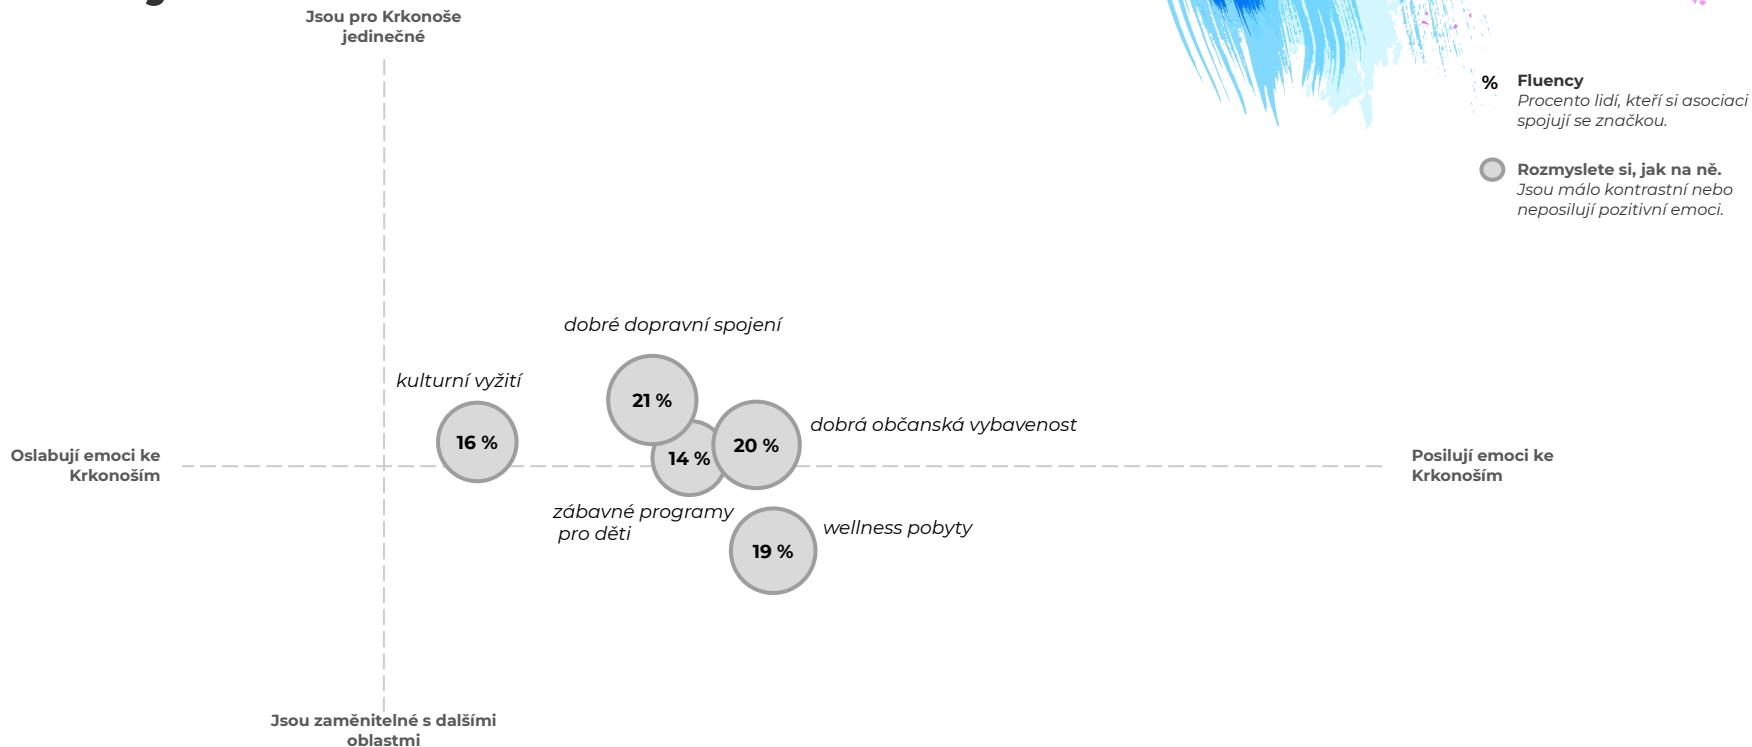 Jsou pro Krkonoše
jedinečné
% Fluency
Procento lidí, kteří si asociaci
spojují se značkou.
Rozmyslete si, jak na ně.
Jsou málo kontrastní nebo
neposilují pozitivní emoci.
dobré dopravní spojení
kulturní vyžití
21 %
dobrá občanská vybavenost
16 %
20 %
14 %
Oslabují emoci ke
Krkonoším
Posilují emoci ke
Krkonoším
zábavné programy
pro děti
wellness pobyty
19 %
Jsou zaměnitelné s dalšími
oblastmi